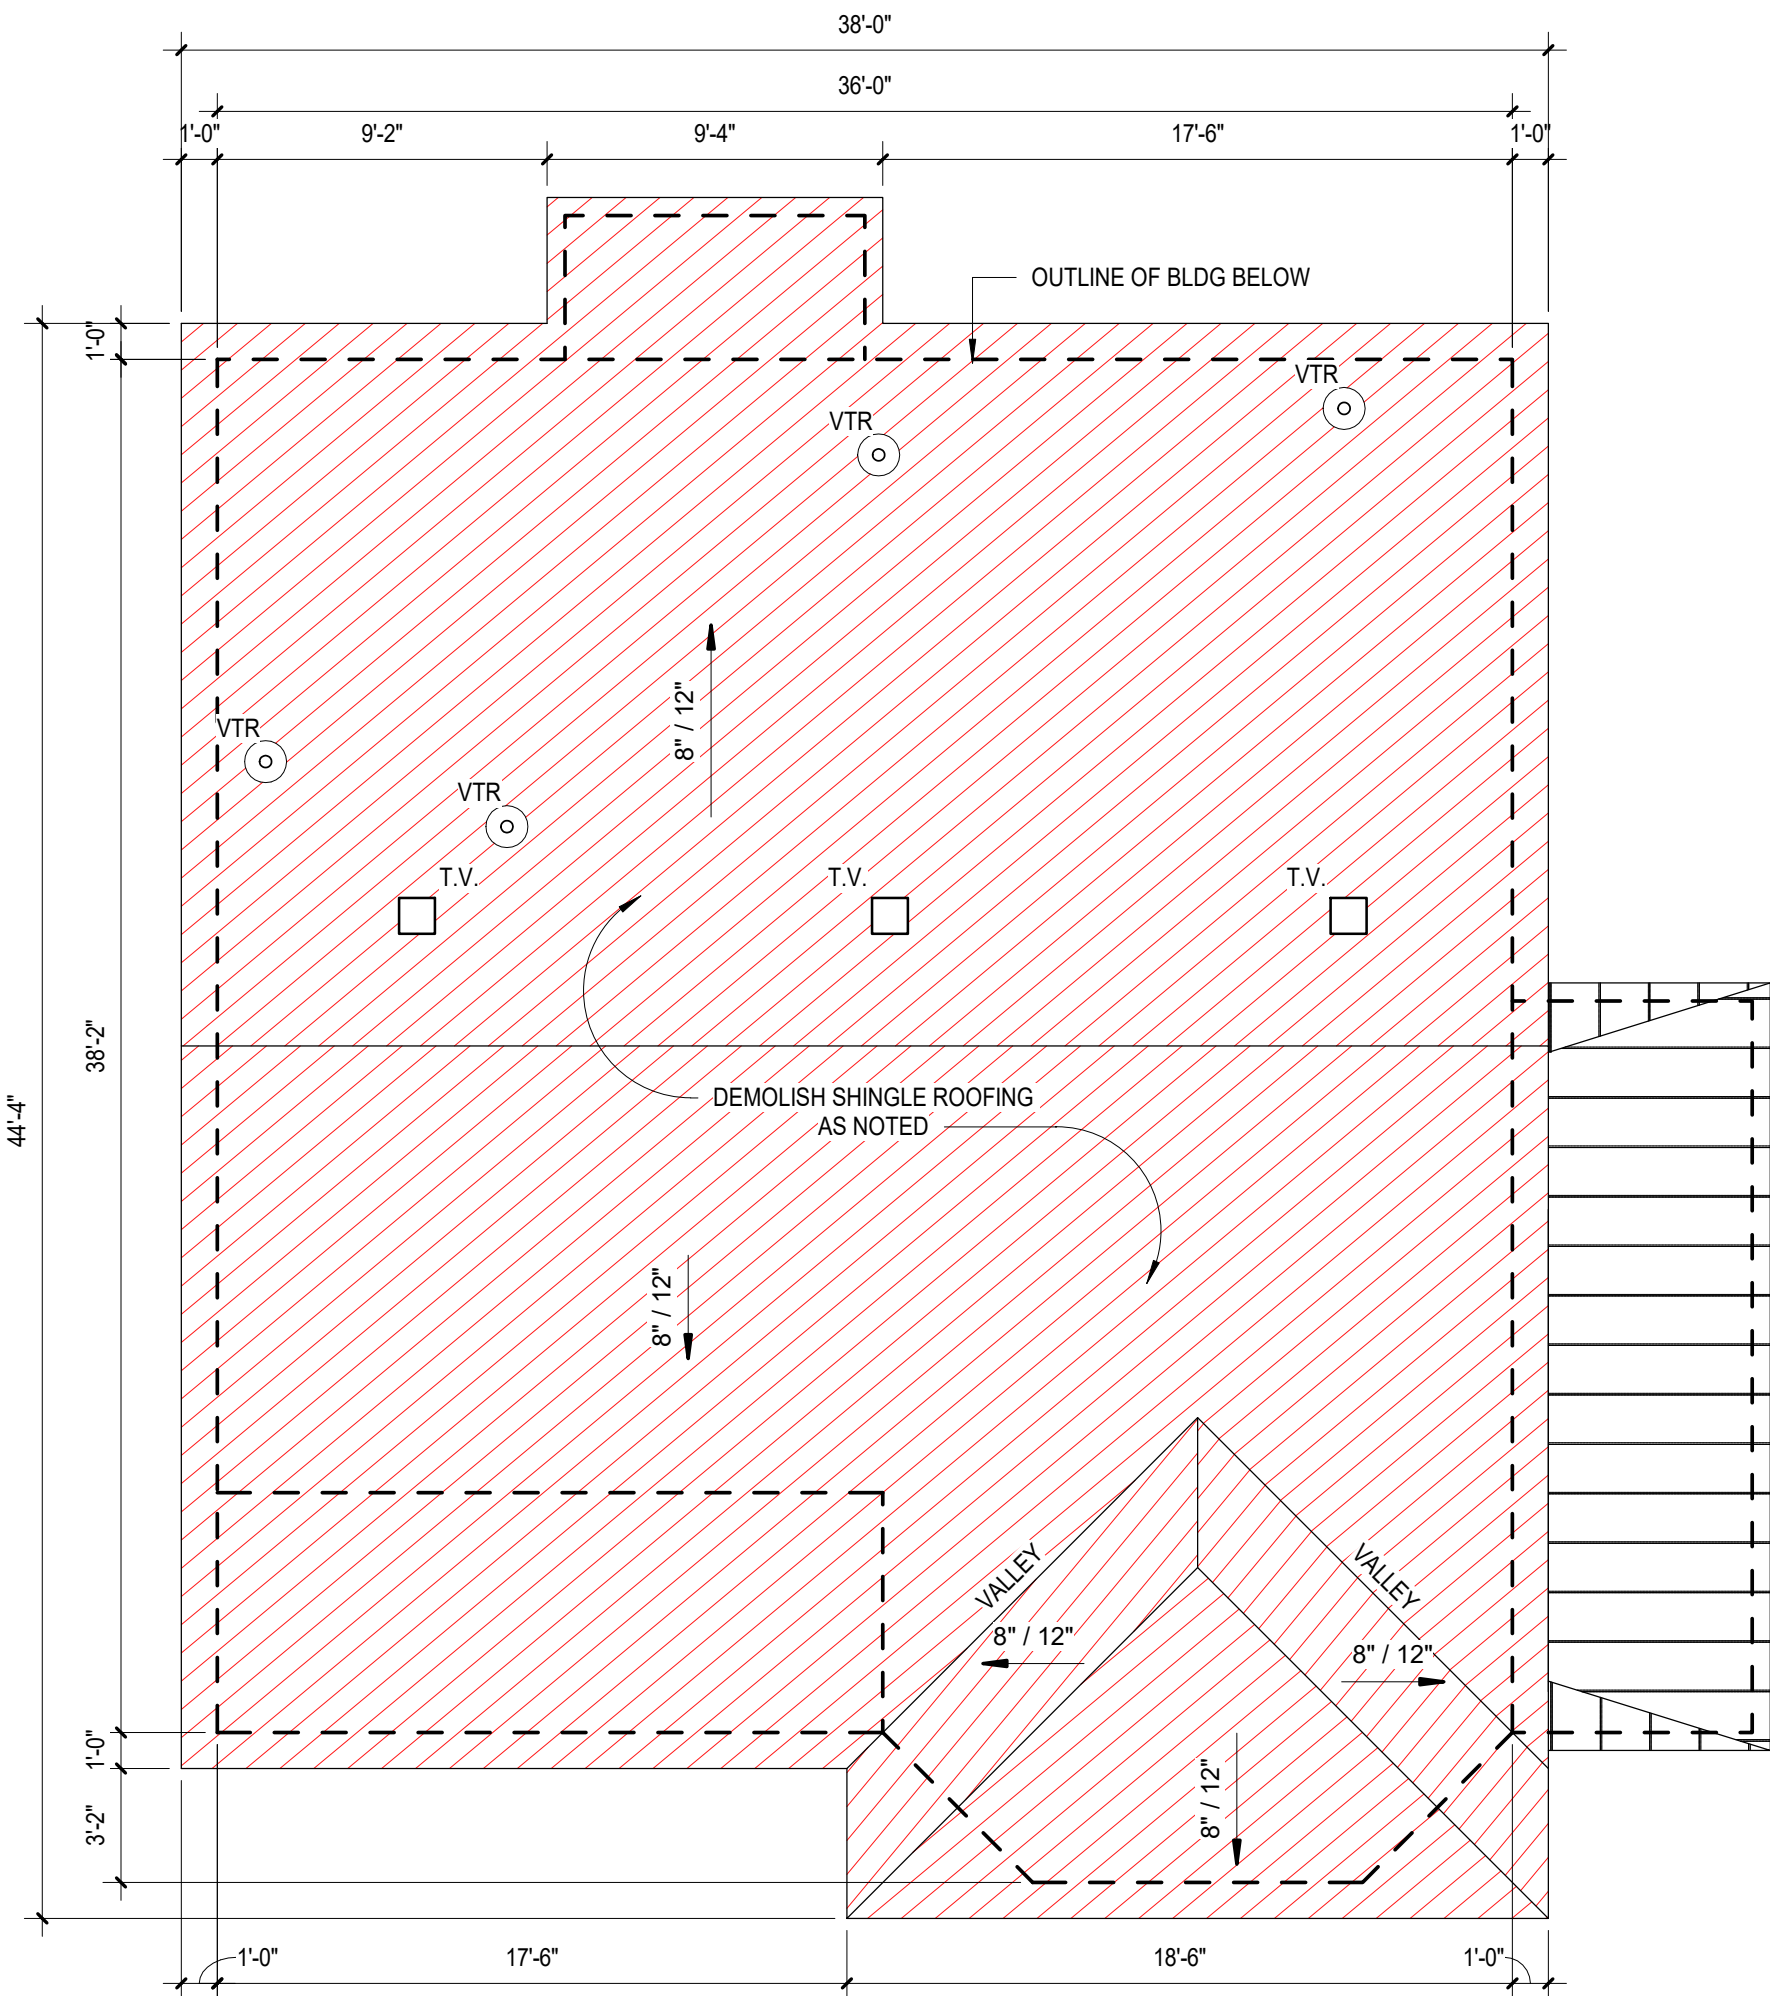 38'-0"
36'-0"
1'-0"
9'-2"
9'-4"
17'-6"
1'-0"
OUTLINE OF BLDG BELOW
1'-0"
VTR
VTR
8" / 12"
VTR
VTR
T.V.
T.V.
T.V.
38'-2"
44'-4"
DEMOLISH SHINGLE ROOFING
AS NOTED
8" / 12"
VALLEY
VALLEY
8" / 12"
8" / 12"
1'-0"
8" / 12"
3'-2"
1'-0"
17'-6"
18'-6"
1'-0"